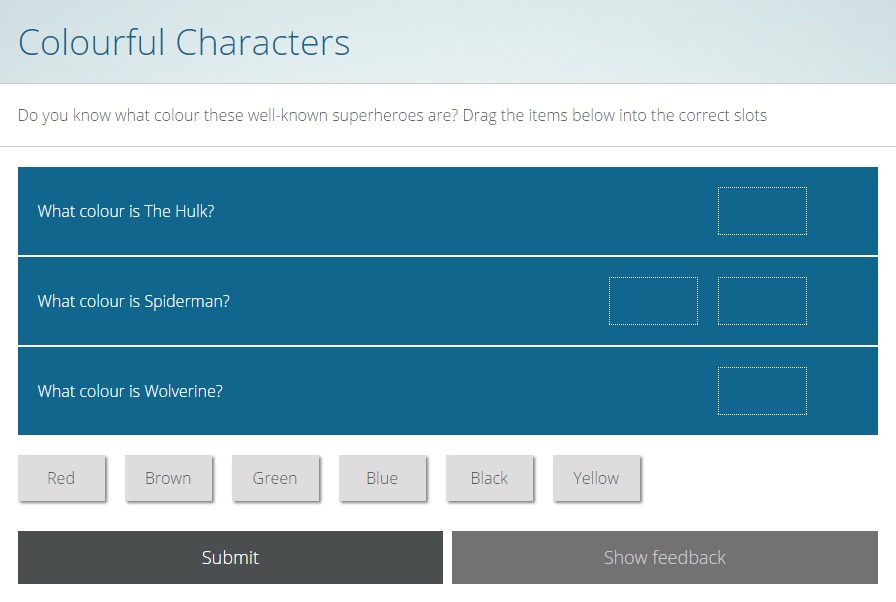 Colourful Characters
Do you know what colour these well-known superheroes are? Drag the items below into the correct slots
What colour is The Hulk?
What colour is Spiderman?
What colour is Wolverine?
Red Brown Green Blue Black Yellow
Submit Show feedback